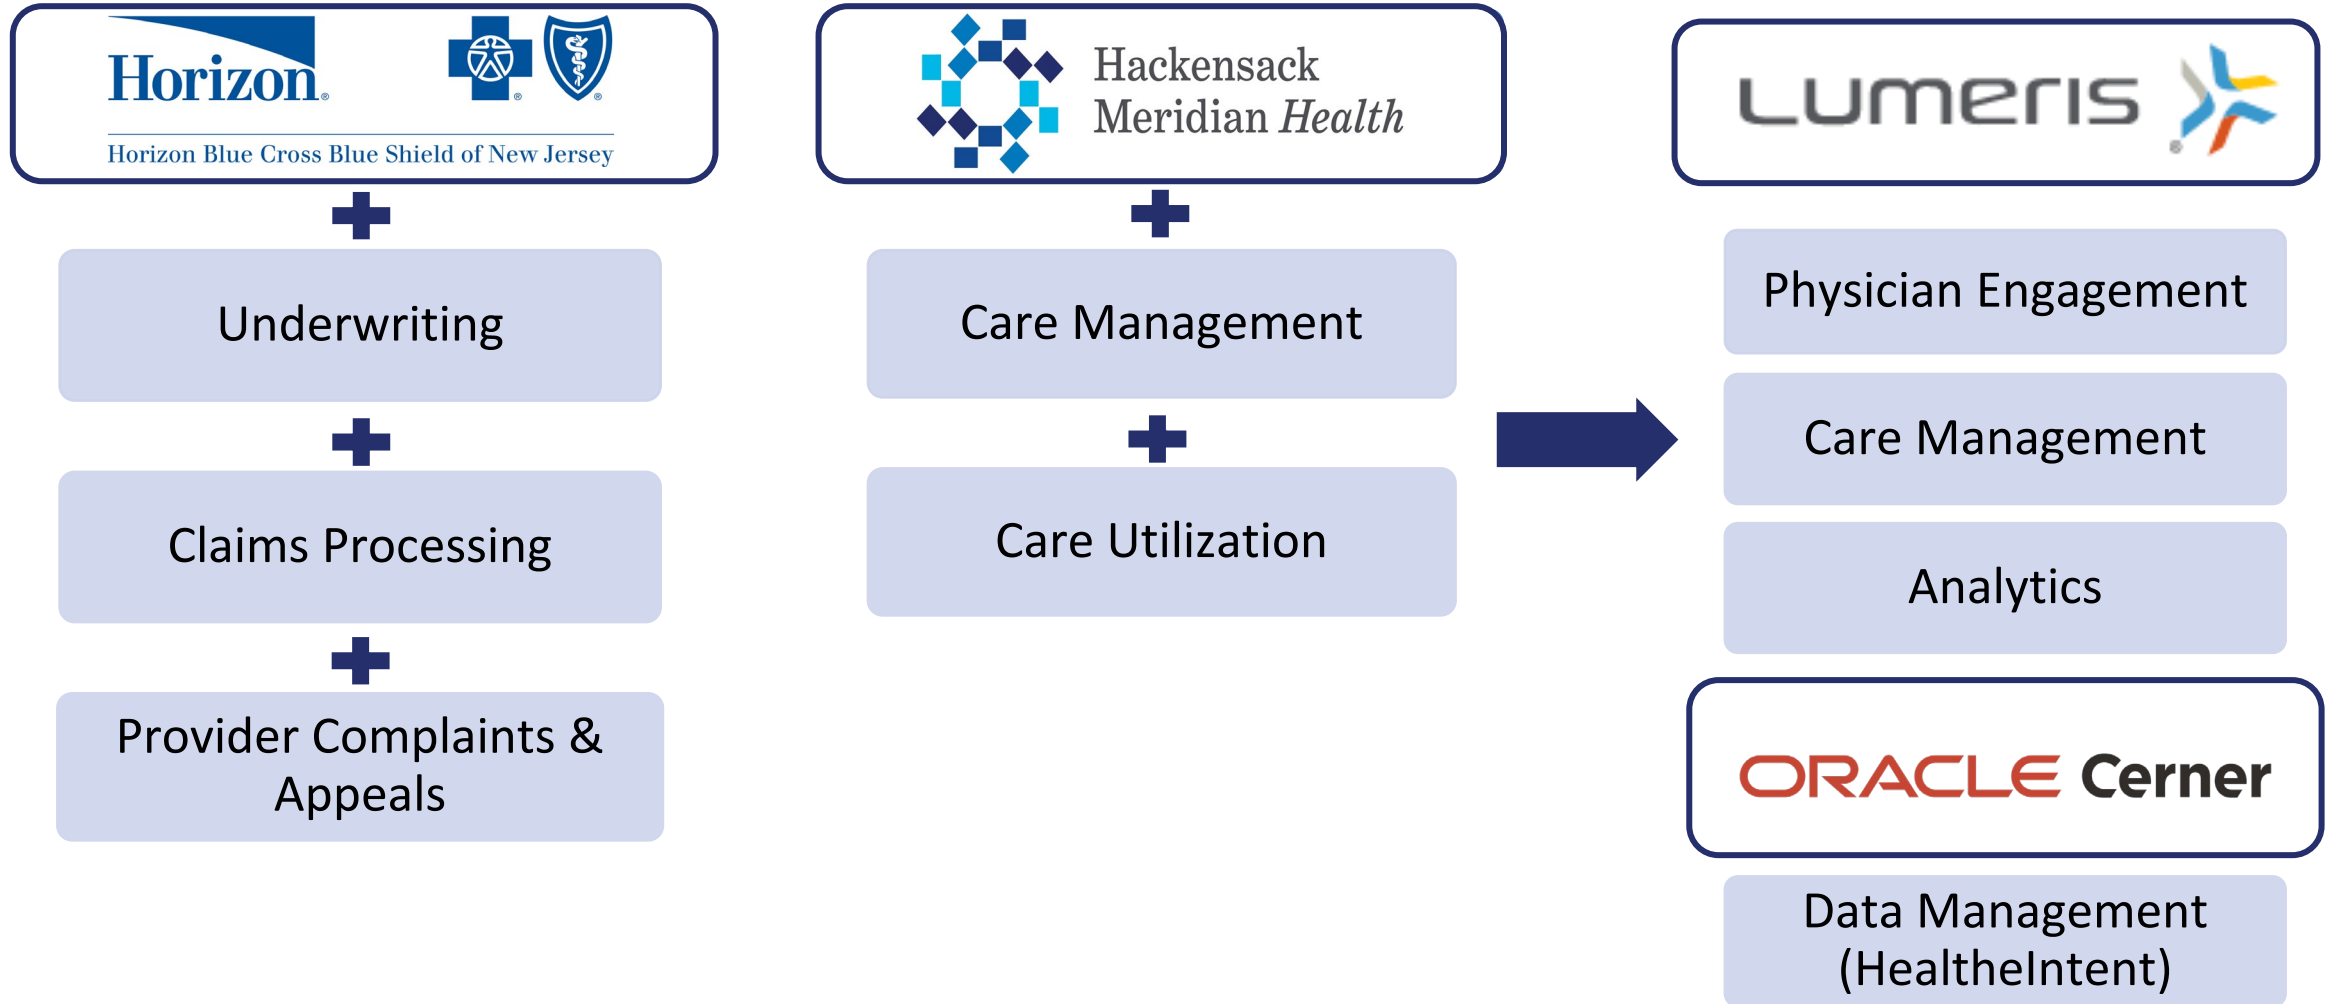 Horizon®
Horizon Blue Cross Blue Shield of New Jersey
Underwriting
Claims Processing
Provider Complaints &
Appeals
Hackensack
Meridian Health
Care Management
Care Utilization
Lumeris
Physician Engagement
Care Management
Analytics
ORACLE Cerner
Data Management
(HealtheIntent)